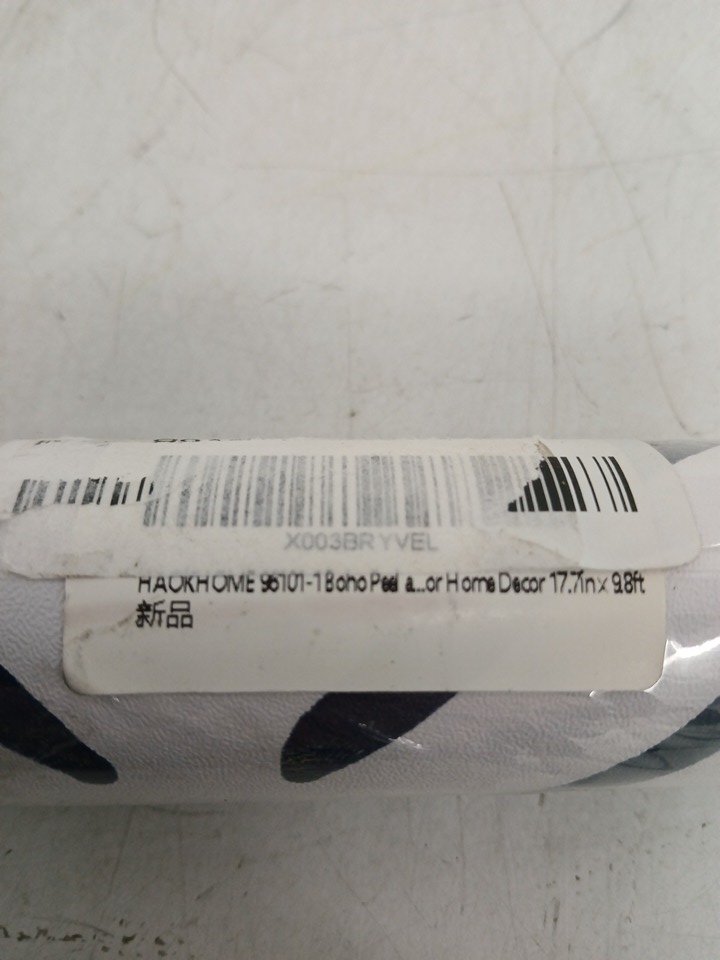 X003BRYVEL
HAOKHOME 96101-1 Boho Peel a...or Home Decor 17.7in x 9.8ft
新品